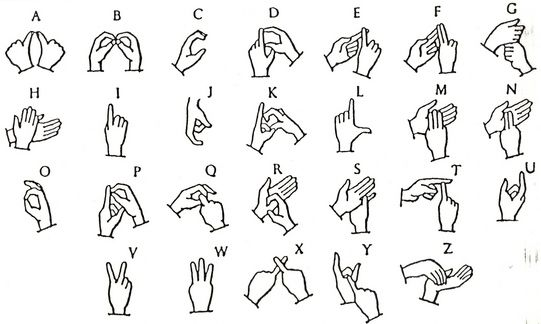 A B C D E F G
H I J K L M N
O P Q R S T U
V W X Y Z